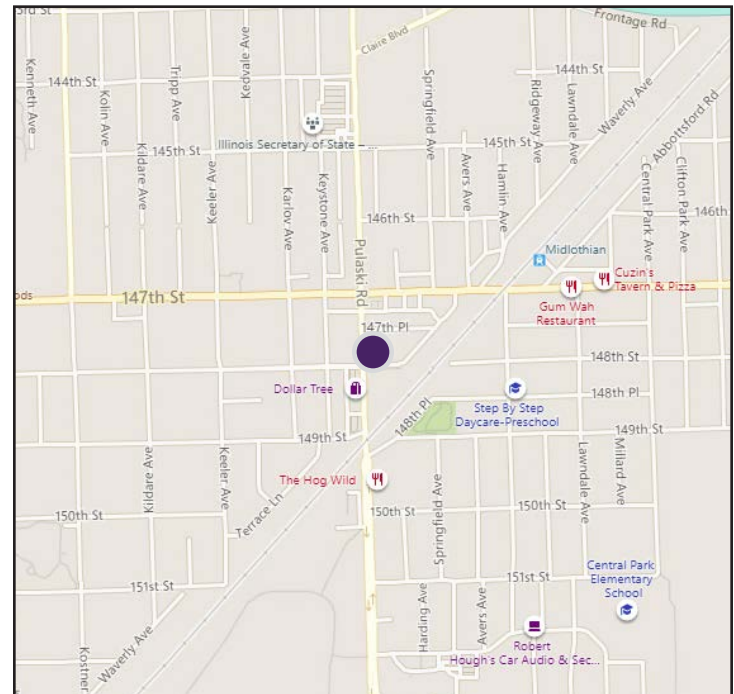 3rd St
Frontage Rd
Claire Blvd
Kenneth Ave
144th St
Kolin Ave
Tripp Ave
Kedvale Ave
Springfield Ave
144th St
Ridgeway Ave
Lawndale Ave
Waverly Ave
Abbottsford Rd
Illinois Secretary of State – ...
145th St
145th St
Kildare Ave
Keeler Ave
Karlov Ave
Keystone Ave
Avers Ave
Hamlin Ave
Central Park Ave
Clifton Park Ave
146th St
146th
Pulaski Rd
Midlothian
Cuzin's
Tavern & Pizza
ods
147th St
Gum Wah
Restaurant
147th Pl
148th St
Dollar Tree
148th Pl
Step By Step
Daycare-Preschool
148th Pl
149th St
149th St
Kildare Ave
Keeler Ave
The Hog Wild
Lawndale Ave
Millard Ave
150th St
Terrace Ln
150th St
Springfield Ave
150th St
151st St
151st St
Central Park
Elementary
School
Kostner
Waverly Ave
Harding Ave
Avers Ave
Robert
Hough's Car Audio & Sec...